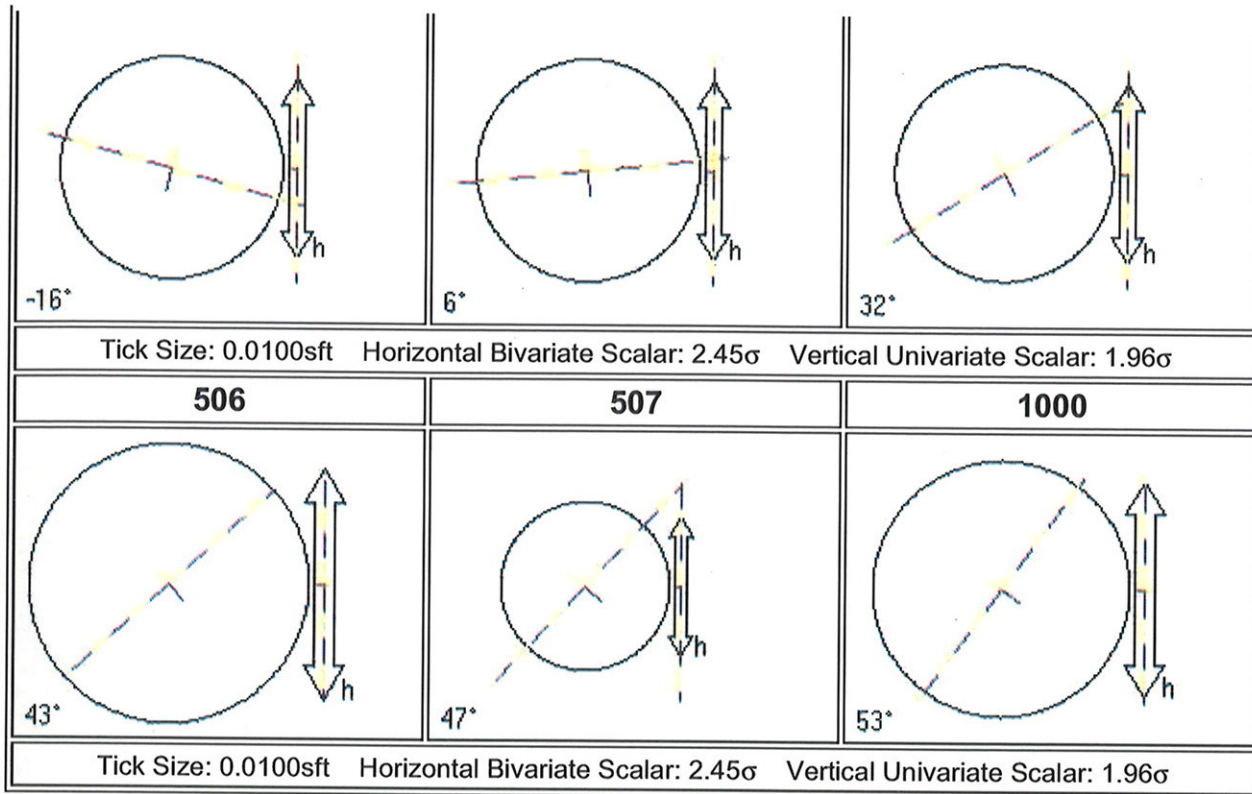 h h h
-16° 6° 32°
Tick Size: 0.0100sft Horizontal Bivariate Scalar: 2.45σ Vertical Univariate Scalar: 1.96σ
506 507 1000
h h h
43° 47° 53°
Tick Size: 0.0100sft Horizontal Bivariate Scalar: 2.45σ Vertical Univariate Scalar: 1.96σ